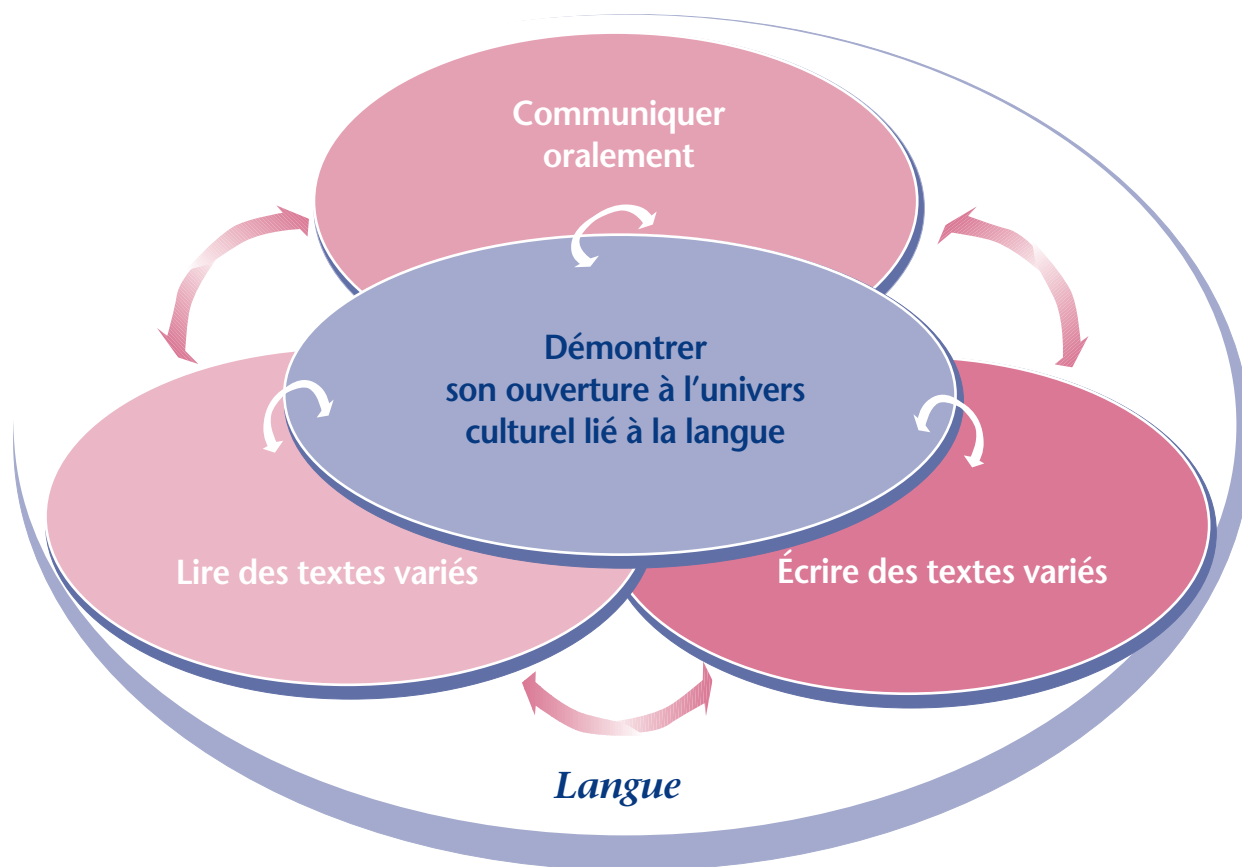 Communiquer
oralement
Démontrer
son ouverture à l’univers
culturel lié à la langue
Lire des textes variés
Écrire des textes variés
Langue